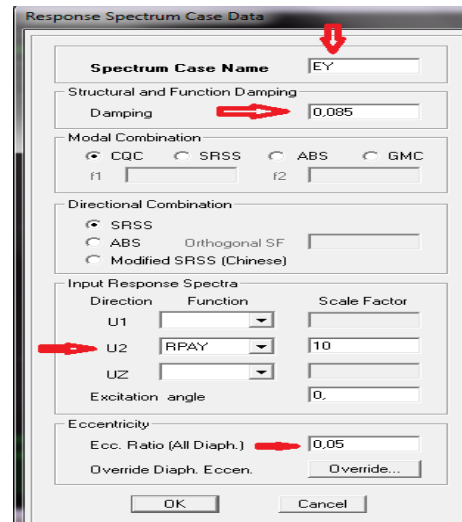 Response Spectrum Case Data
Spectrum Case Name EY
Structural and Function Damping
Damping 0,085
Modal Combination
CQC SRSS ABS GMC
f1 f2
Directional Combination
SRSS
ABS Orthogonal SF
Modified SRSS (Chinese)
Input Response Spectra
Direction Function Scale Factor
U1
U2 RPAY 10
UZ
Excitation angle 0,
Eccentricity
Ecc. Ratio (All Diaph.) 0,05
Override Diaph. Eccen. Override...
OK Cancel